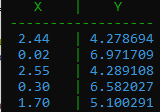 X | Y
--------------------
2.44 | 4.278694
0.02 | 6.971709
2.55 | 4.289108
0.30 | 6.582027
1.70 | 5.100291